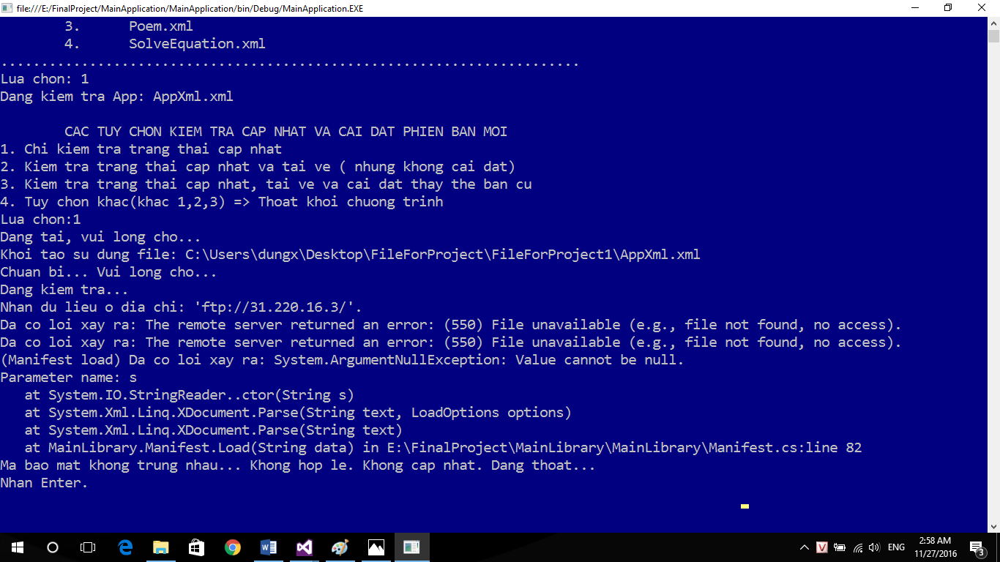 file:///E:/FinalProject/MainApplication/MainApplication/bin/Debug/MainApplication.EXE
3. Poem.xml
4. SolveEquation.xml
........................................................................
Lua chon: 1
Dang kiem tra App: AppXml.xml
CAC TUY CHON KIEM TRA CAP NHAT VA CAI DAT PHIEN BAN MOI
1. Chi kiem tra trang thai cap nhat
2. Kiem tra trang thai cap nhat va tai ve ( nhung khong cai dat)
3. Kiem tra trang thai cap nhat, tai ve va cai dat thay the ban cu
4. Tuy chon khac(khac 1,2,3) => Thoat khoi chuong trinh
Lua chon:1
Dang tai, vui long cho...
Khoi tao su dung file: C:\Users\dungx\Desktop\FileForProject\FileForProject1\AppXml.xml
Chuan bi... Vui long cho...
Dang kiem tra...
Nhan du lieu o dia chi: 'ftp://31.220.16.3/'.
Da co loi xay ra: The remote server returned an error: (550) File unavailable (e.g., file not found, no access).
Da co loi xay ra: The remote server returned an error: (550) File unavailable (e.g., file not found, no access).
(Manifest load) Da co loi xay ra: System.ArgumentNullException: Value cannot be null.
Parameter name: s
at System.IO.StringReader..ctor(String s)
at System.Xml.Linq.XDocument.Parse(String text, LoadOptions options)
at System.Xml.Linq.XDocument.Parse(String text)
at MainLibrary.Manifest.Load(String data) in E:\FinalProject\MainLibrary\MainLibrary\Manifest.cs:line 82
Ma bao mat khong trung nhau... Khong hop le. Khong cap nhat. Dang thoat...
Nhan Enter.
ENG
2:58 AM
11/27/2016
3